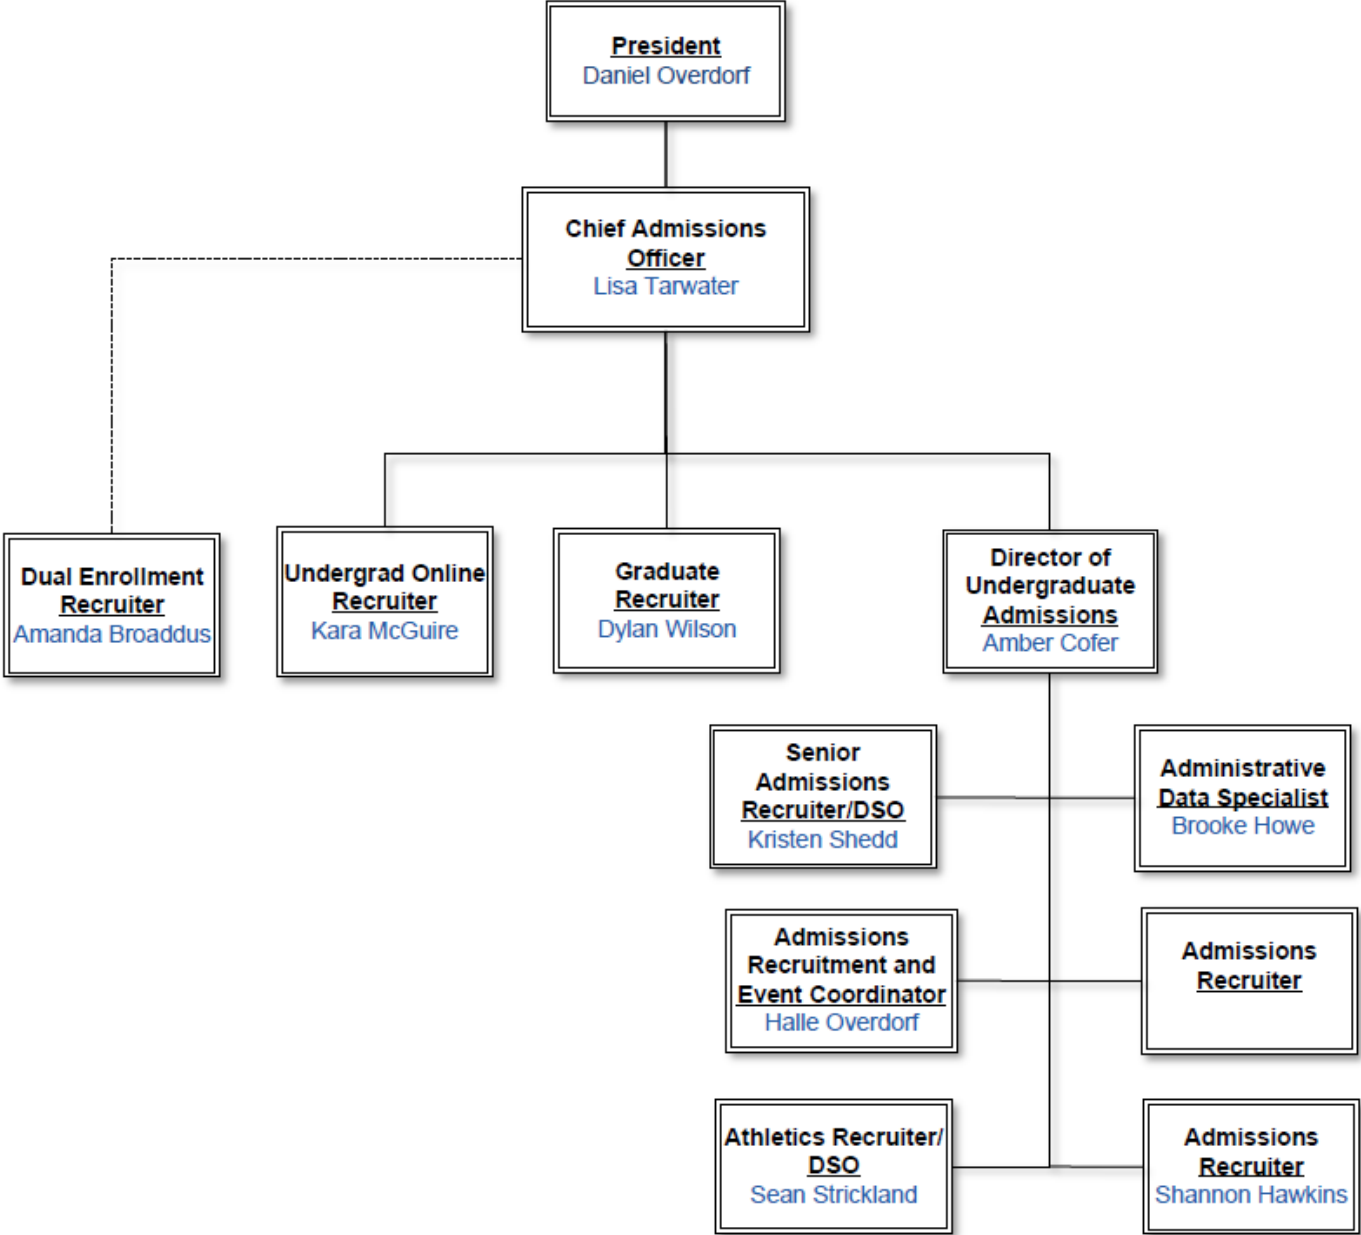 President
Daniel Overdorf
Chief Admissions
Officer
Lisa Tarwater
Dual Enrollment
Recruiter
Amanda Broaddus
Undergrad Online
Recruiter
Kara McGuire
Graduate
Recruiter
Dylan Wilson
Director of
Undergraduate
Admissions
Amber Cofer
Senior
Admissions
Recruiter/DSO
Kristen Shedd
Administrative
Data Specialist
Brooke Howe
Admissions
Recruitment and
Event Coordinator
Halle Overdorf
Admissions
Recruiter
Athletics Recruiter/
DSO
Sean Strickland
Admissions
Recruiter
Shannon Hawkins